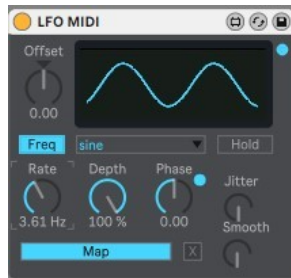 LFO MIDI
Offset
0.00
Freq sine Hold
Rate Depth Phase
Jitter
3.61 Hz 100 % 0.00
Smooth
Map X